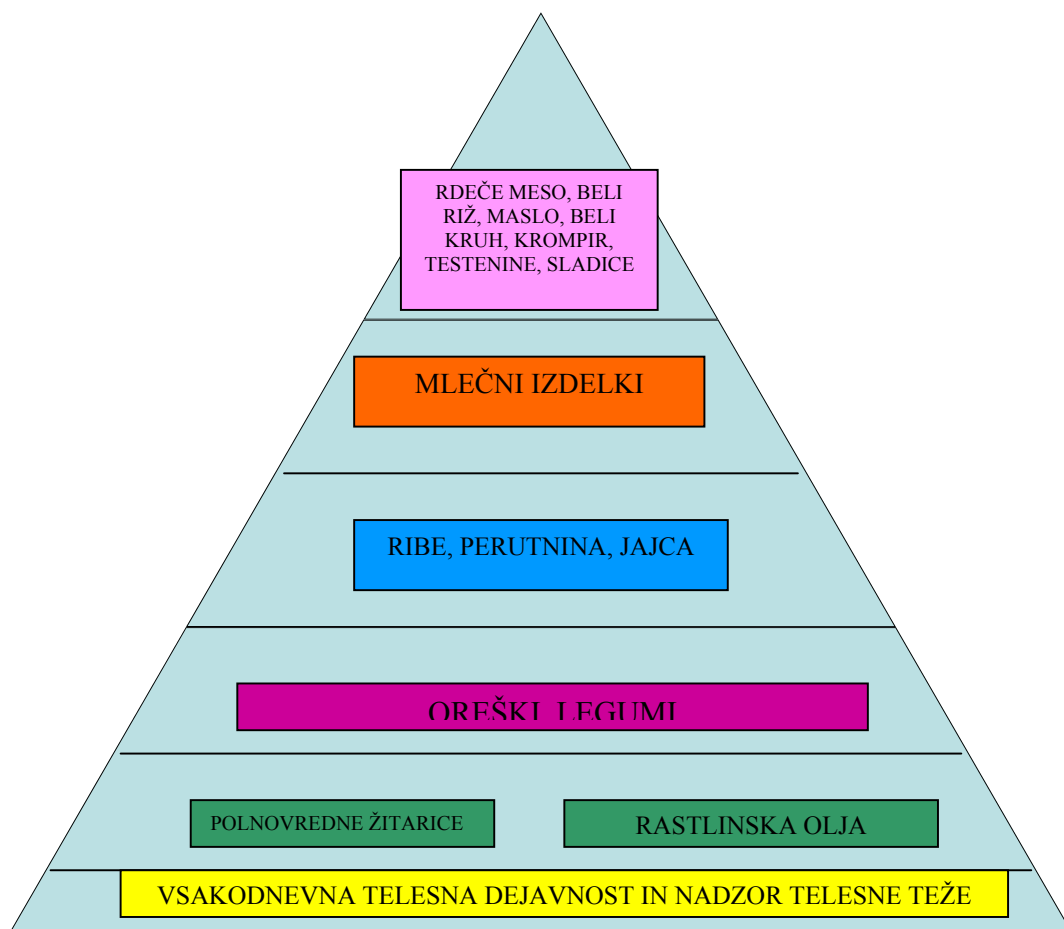 RDEČE MESO, BELI
RIŽ, MASLO, BELI
KRUH, KROMPIR,
TESTENINE, SLADICE
MLEČNI IZDELKI
RIBE, PERUTNINA, JAJCA
OREŠKI, LEGUMI
POLNOVREDNE ŽITARICE
RASTLINSKA OLJA
VSAKODNEVNA TELESNA DEJAVNOST IN NADZOR TELESNE TEŽE